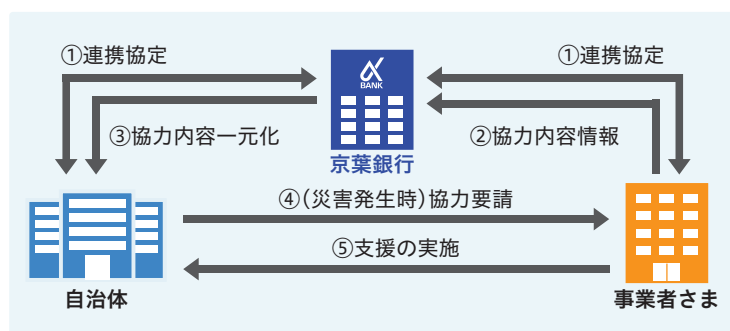 ①連携協定
①連携協定
α
BANK
③協力内容一元化
②協力内容情報
京葉銀行
④(災害発生時)協力要請
⑤支援の実施
自治体
事業者さま